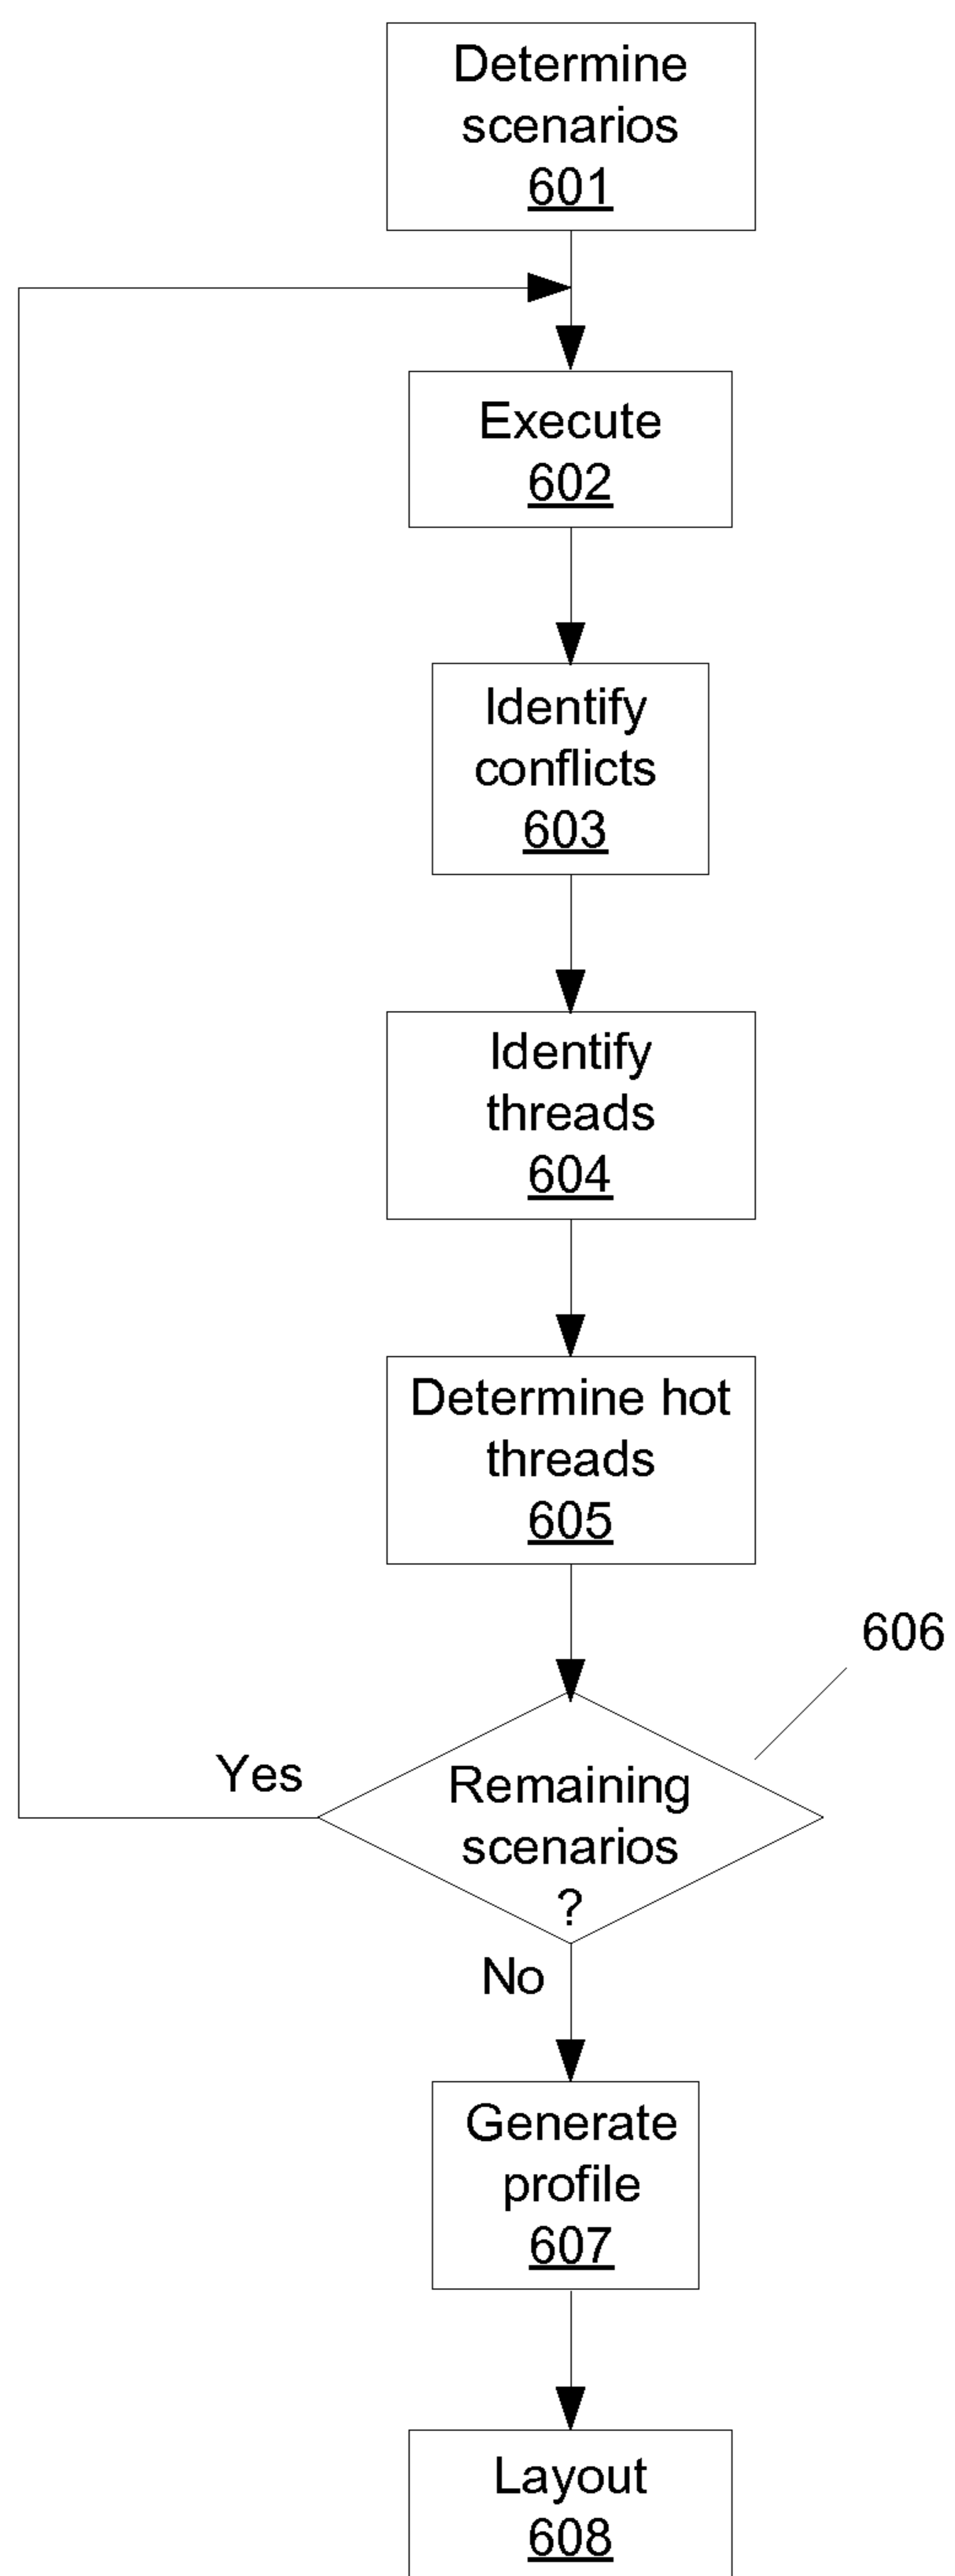 Determine
scenarios
601
Execute
602
Identify
conflicts
603
Identify
threads
604
Determine hot
threads
605
606
Yes
Remaining
scenarios
?
No
Generate
profile
607
Layout
608